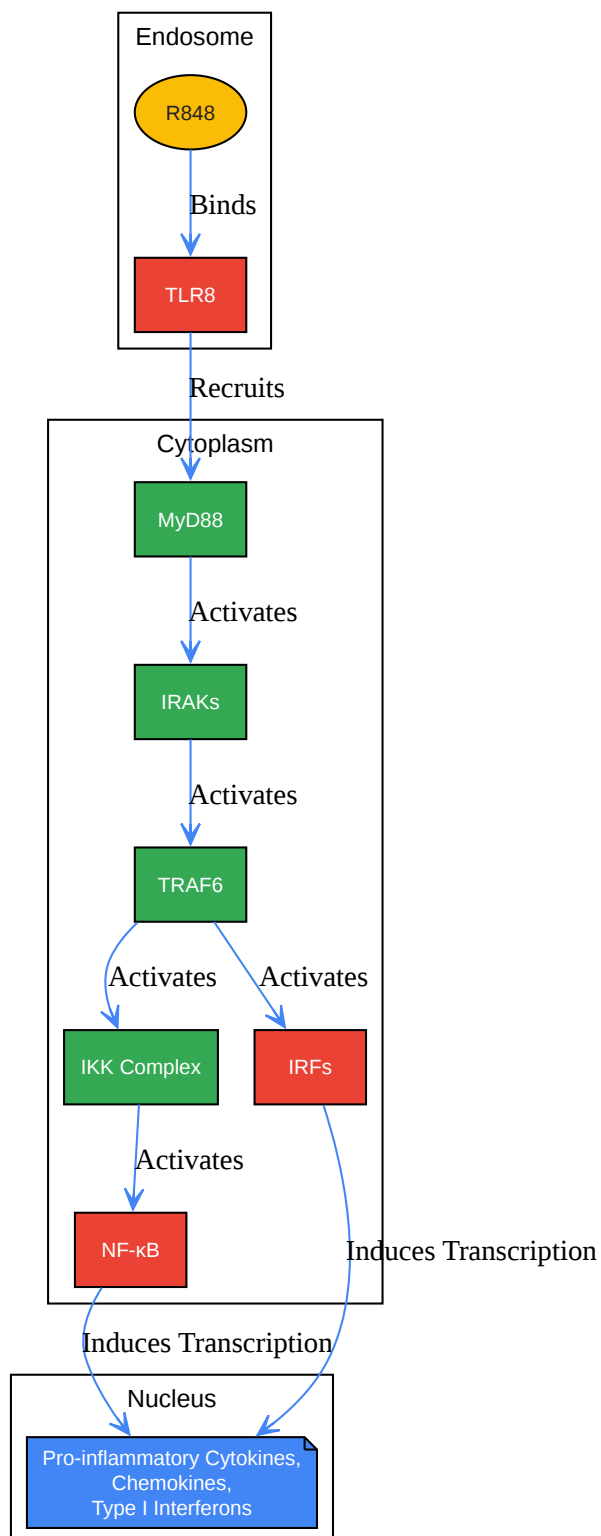 Endosome
R848
Binds
TLR8
Recruits
Cytoplasm
MyD88
Activates
IRAKs
Activates
TRAF6
Activates
Activates
IKK Complex
IRFs
Activates
NF-κB
Induces Transcription
Induces Transcription
Nucleus
Pro-inflammatory Cytokines,
Chemokines,
Type I Interferons